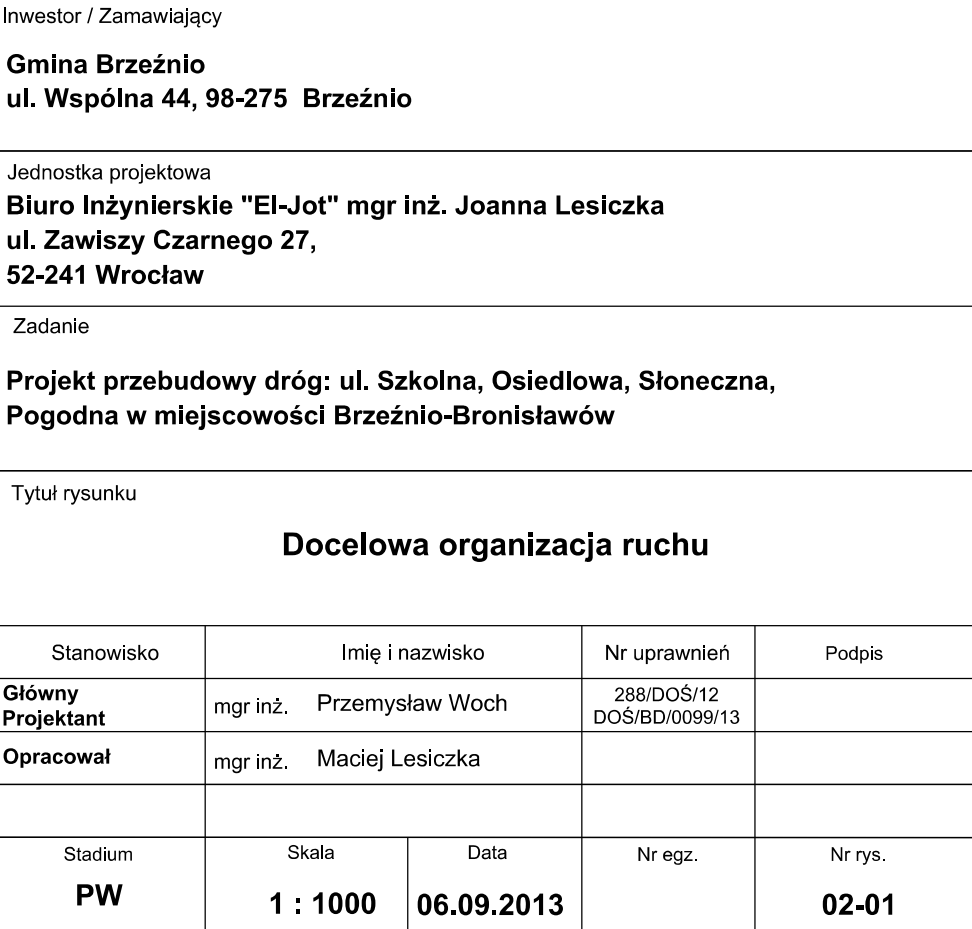 Inwestor / Zamawiający
Gmina Brzeźnio
ul. Wspólna 44, 98-275 Brzeźnio
Jednostka projektowa
Biuro Inżynierskie "El-Jot" mgr inż. Joanna Lesiczka
ul. Zawiszy Czarnego 27,
52-241 Wrocław
Zadanie
Projekt przebudowy dróg: ul. Szkolna, Osiedlowa, Słoneczna,
Pogodna w miejscowości Brzeźnio-Bronisławów
Tytuł rysunku
Docelowa organizacja ruchu
Stanowisko Imię i nazwisko Nr uprawnień Podpis
Główny
Projektant
mgr inż. Przemysław Woch
288/DOŚ/12
DOŚ/BD/0099/13
Opracował mgr inż. Maciej Lesiczka
Stadium Skala Data Nr egz. Nr rys.
PW 1 : 1000 06.09.2013 02-01